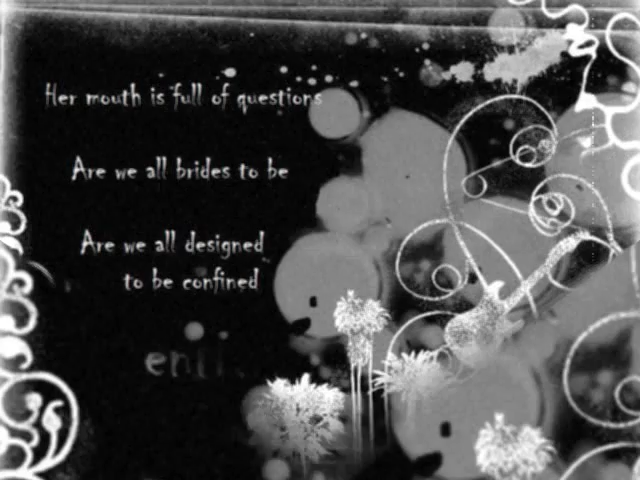 Her mouth is full of questions
Are we all brides to be
Are we all designed
to be confined